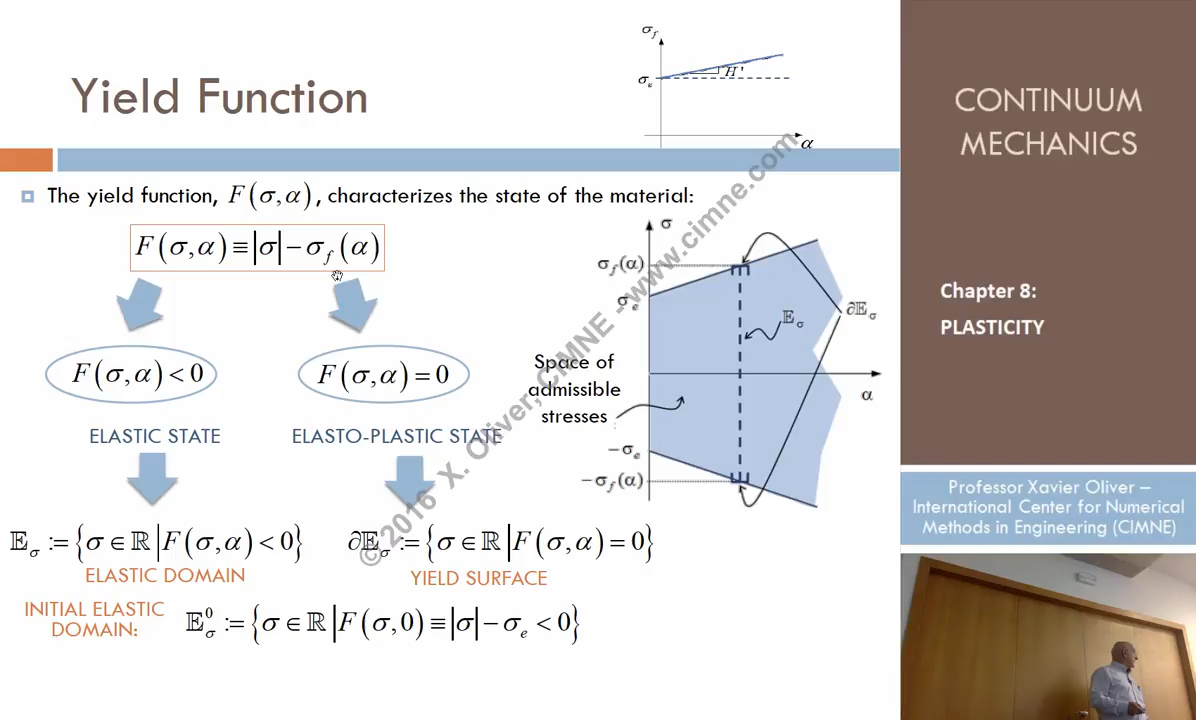 Yield Function
σ_f
σ_e
H'
α
The yield function, F(σ,α), characterizes the state of the material:
F(σ,α) ≡ |σ| − σ_f(α)
F(σ,α) < 0
F(σ,α) = 0
ELASTIC STATE
ELASTO-PLASTIC STATE
𝔼_σ := {σ ∈ ℝ | F(σ,α) < 0}
∂𝔼_σ := {σ ∈ ℝ | F(σ,α) = 0}
ELASTIC DOMAIN
YIELD SURFACE
INITIAL ELASTIC
DOMAIN:
𝔼⁰_σ := {σ ∈ ℝ | F(σ,0) ≡ |σ| − σ_e < 0}
σ
σ_f(α)
σ_e
𝔼_σ
∂𝔼_σ
Space of
admissible
stresses
α
−σ_e
−σ_f(α)
© 2016 X. Oliver, CIMNE - www.cimne.com
CONTINUUM
MECHANICS
Chapter 8:
PLASTICITY
Professor Xavier Oliver –
International Center for Numerical
Methods in Engineering (CIMNE)